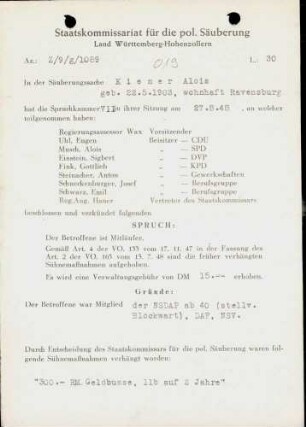 Staatskommissariat für die pol. Säuberung
Land Württemberg-Hohenzollern
Az.: 2/9/g/1089
L. 30
In der Säuberungssache Kiener Alois
geb. 22.5.1903, wohnhaft Ravensburg
hat die Spruchkammer VII in ihrer Sitzung am 27.8.48, an welcher
teilgenommen haben:
Regierungsassessor Wax Vorsitzender
Uhl, Eugen Beisitzer — CDU
Musch, Alois „ — SPD
Einstein, Sigbert „ — DVP
Fink, Gottlieb „ — KPD
Steinacher, Anton „ — Gewerkschaften
Schneckenburger, Josef „ — Berufsgruppe
Schwarz, Emil „ — Berufsgruppe
Reg.Aug. Huner Vertreter des Staatskommissars
beschlossen und verkündet folgenden
SPRUCH:
Der Betroffene ist Mitläufer.
Gemäß Art. 4 der VO. 133 vom 17. 11. 47 in der Fassung des
Art. 2 der VO. 165 vom 15. 7. 48 sind die früher verhängten
Sühnemaßnahmen aufgehoben.
Es wird eine Verwaltungsgebühr von DM 15.-- erhoben.
Gründe:
Der Betroffene war Mitglied der NSDAP ab 40 (stellv.
Blockwart), DAF, NSV.
Durch Entscheidung des Staatskommissars für die pol. Säuberung waren fol-
gende Sühnemaßnahmen verhängt worden:
"300.- RM Geldbusse, 11b auf 2 Jahre"